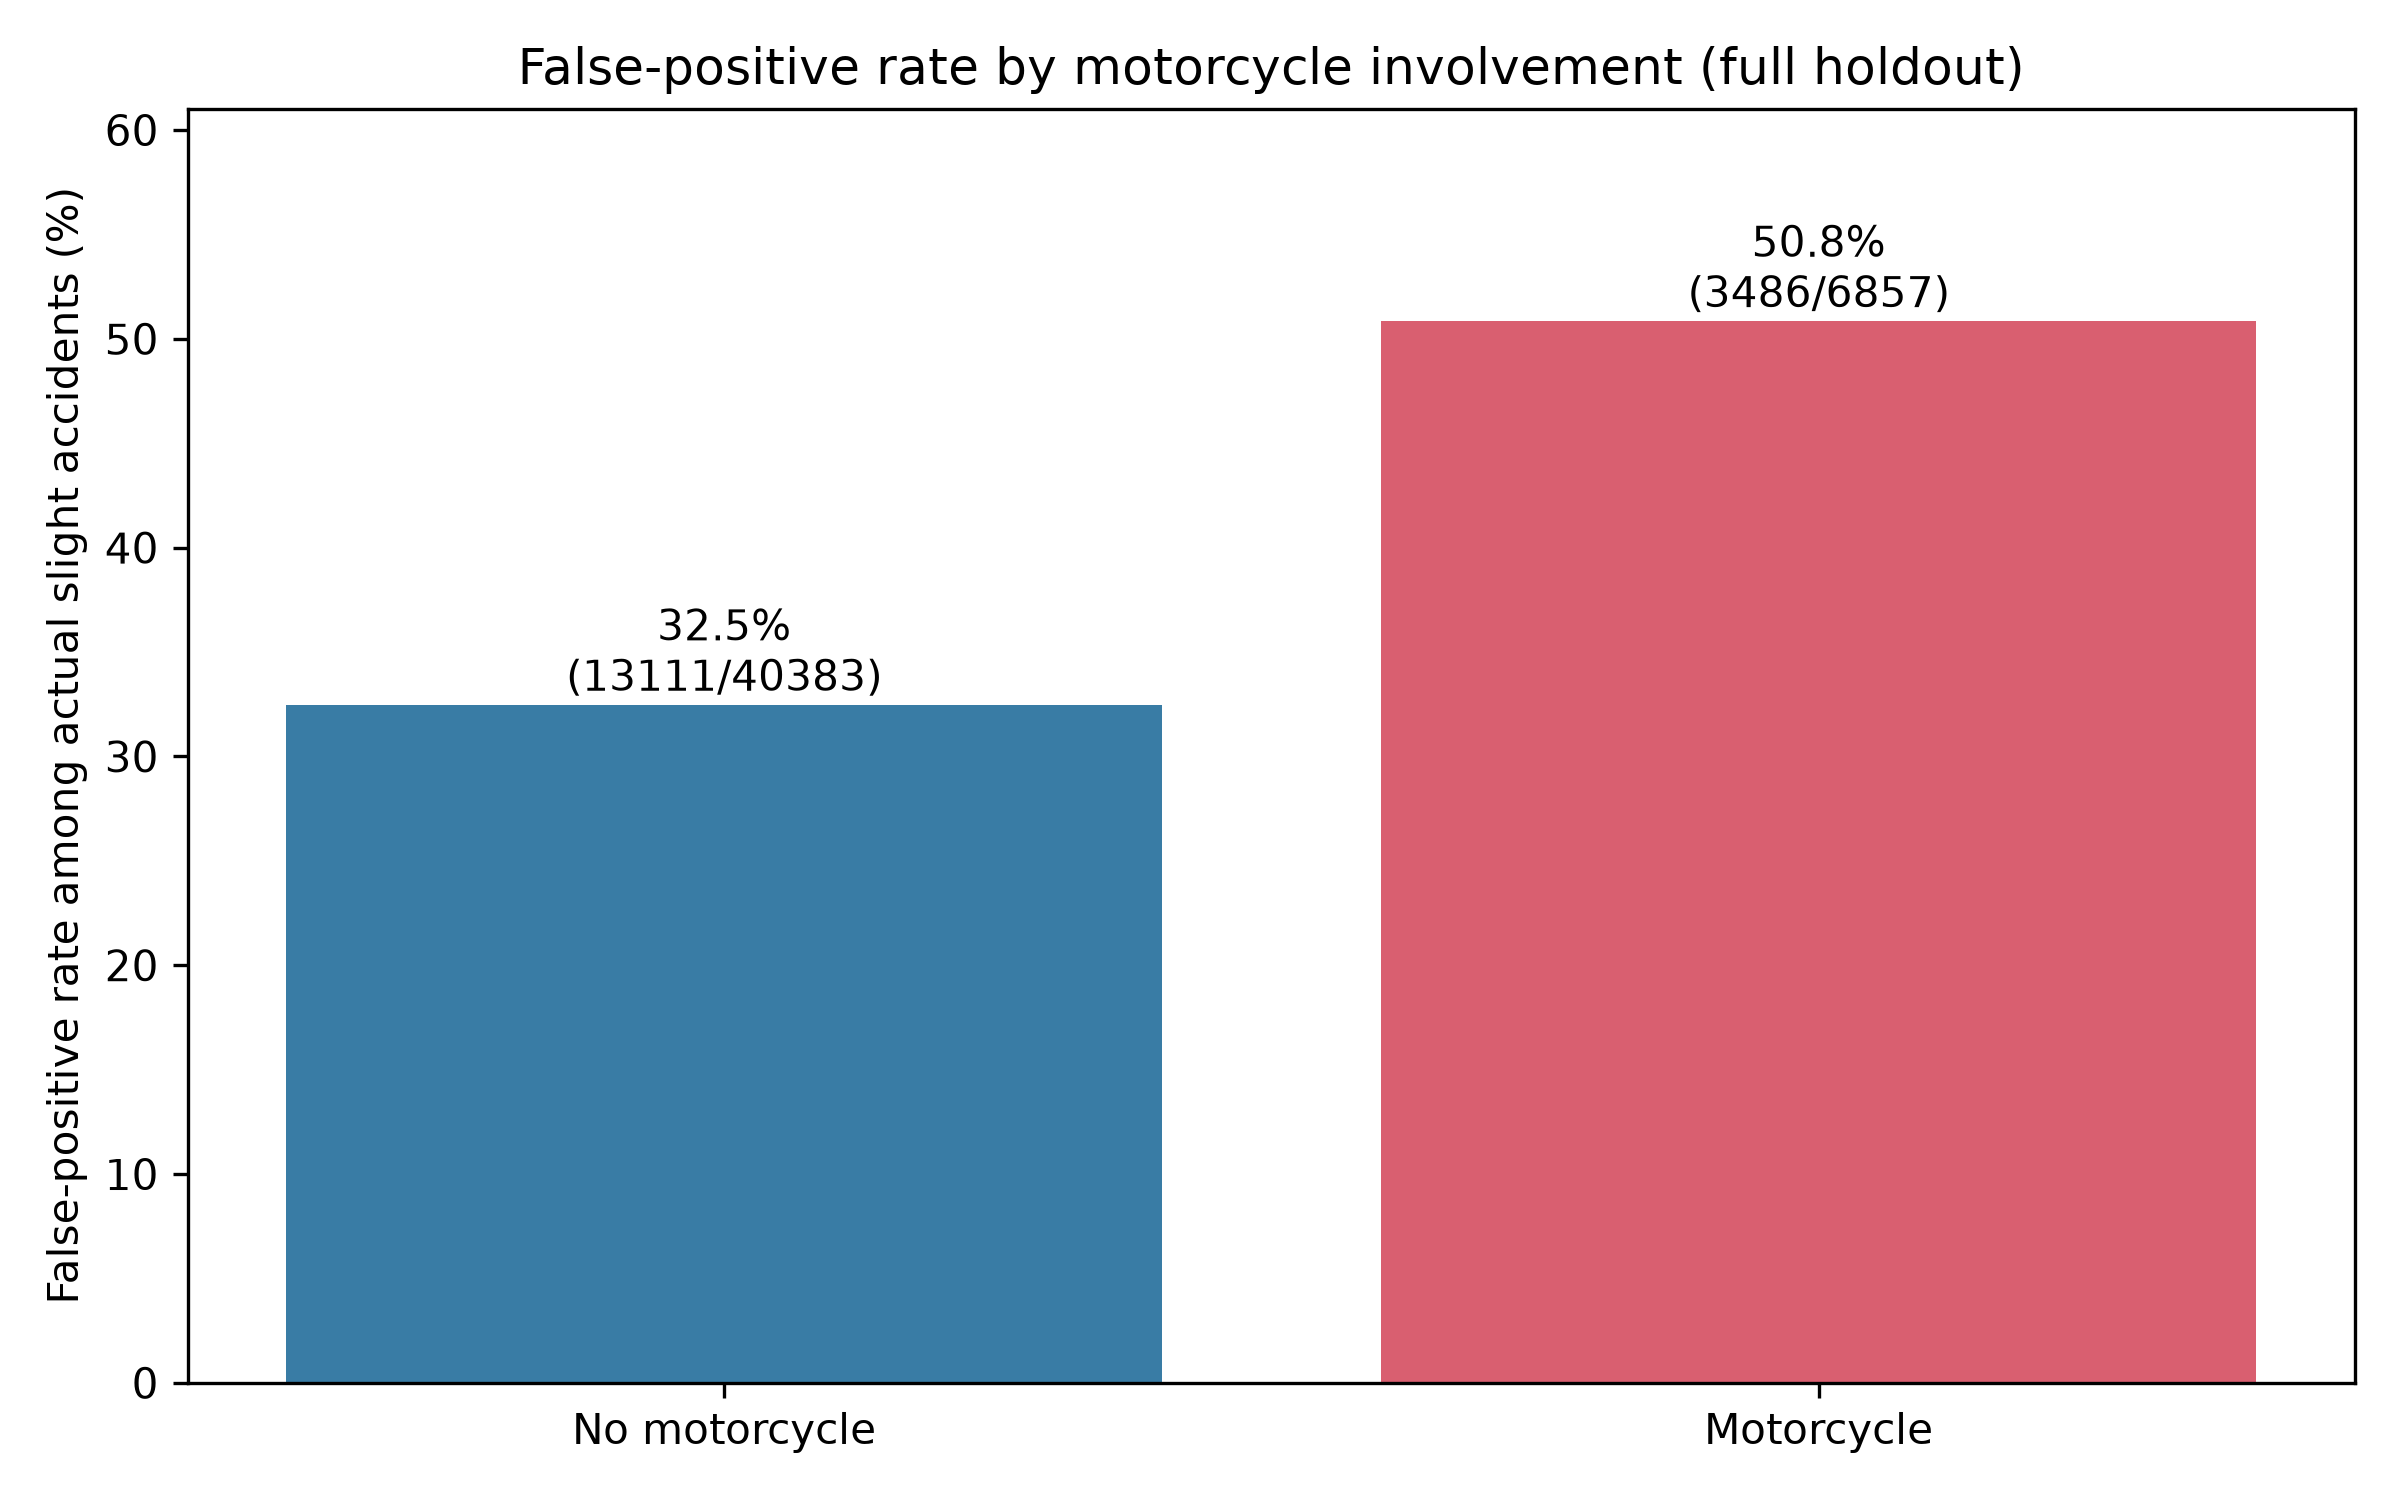 False-positive rate by motorcycle involvement (full holdout)
False-positive rate among actual slight accidents (%)
60
50
40
30
20
10
0
32.5%
(13111/40383)
50.8%
(3486/6857)
No motorcycle
Motorcycle